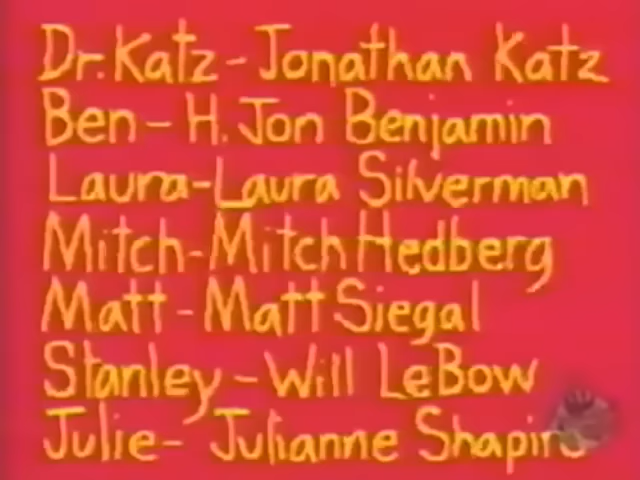 Dr. Katz - Jonathan Katz
Ben - H. Jon Benjamin
Laura - Laura Silverman
Mitch - Mitch Hedberg
Matt - Matt Siegal
Stanley - Will LeBow
Julie - Julianne Shapiro